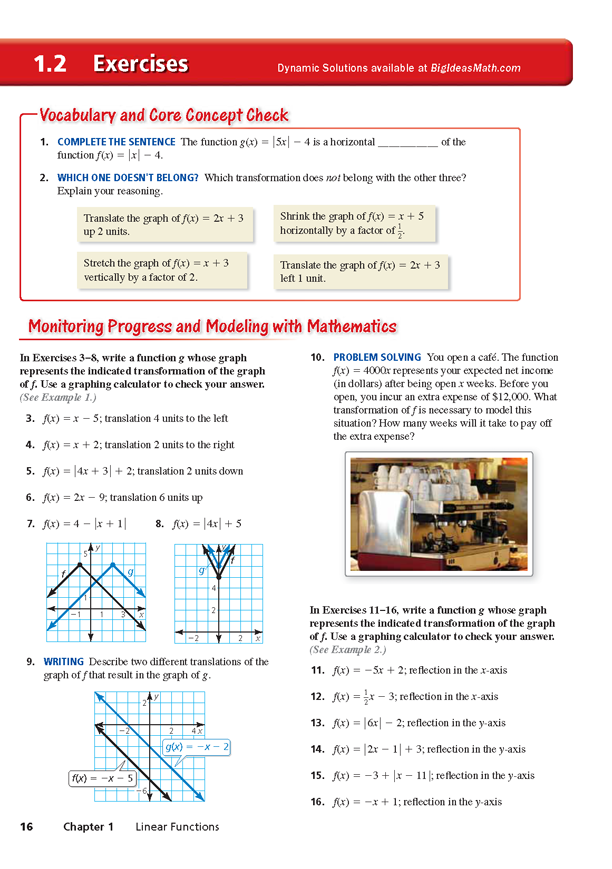 1.2 Exercises
Dynamic Solutions available at BigIdeasMath.com
Vocabulary and Core Concept Check
1. COMPLETE THE SENTENCE The function g(x) = |5x| − 4 is a horizontal ___________ of the
function f(x) = |x| − 4.
2. WHICH ONE DOESN'T BELONG? Which transformation does not belong with the other three?
Explain your reasoning.
Translate the graph of f(x) = 2x + 3
up 2 units.
Shrink the graph of f(x) = x + 5
horizontally by a factor of 1/2.
Stretch the graph of f(x) = x + 3
vertically by a factor of 2.
Translate the graph of f(x) = 2x + 3
left 1 unit.
Monitoring Progress and Modeling with Mathematics
In Exercises 3–8, write a function g whose graph
represents the indicated transformation of the graph
of f. Use a graphing calculator to check your answer.
(See Example 1.)
3. f(x) = x − 5; translation 4 units to the left
4. f(x) = x + 2; translation 2 units to the right
5. f(x) = |4x + 3| + 2; translation 2 units down
6. f(x) = 2x − 9; translation 6 units up
7. f(x) = 4 − |x + 1|
8. f(x) = |4x| + 5
5 y
f g
1
−1 1 3 x
y
g f
4
2
−2 2 x
9. WRITING Describe two different translations of the
graph of f that result in the graph of g.
2 y
−2 2 4 x
g(x) = −x − 2
f(x) = −x − 5
−6
10. PROBLEM SOLVING You open a café. The function
f(x) = 4000x represents your expected net income
(in dollars) after being open x weeks. Before you
open, you incur an extra expense of $12,000. What
transformation of f is necessary to model this
situation? How many weeks will it take to pay off
the extra expense?
In Exercises 11–16, write a function g whose graph
represents the indicated transformation of the graph
of f. Use a graphing calculator to check your answer.
(See Example 2.)
11. f(x) = −5x + 2; reflection in the x-axis
12. f(x) = 1/2x − 3; reflection in the x-axis
13. f(x) = |6x| − 2; reflection in the y-axis
14. f(x) = |2x − 1| + 3; reflection in the y-axis
15. f(x) = −3 + |x − 11|; reflection in the y-axis
16. f(x) = −x + 1; reflection in the y-axis
16 Chapter 1 Linear Functions